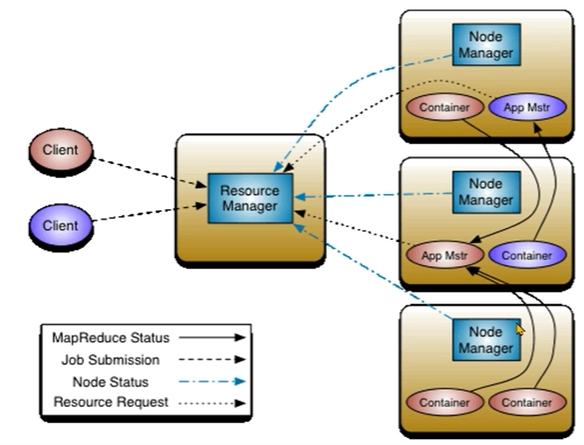 Client
Client
Resource
Manager
Node
Manager
Container
App Mstr
Node
Manager
App Mstr
Container
Node
Manager
Container
Container
MapReduce Status
Job Submission
Node Status
Resource Request